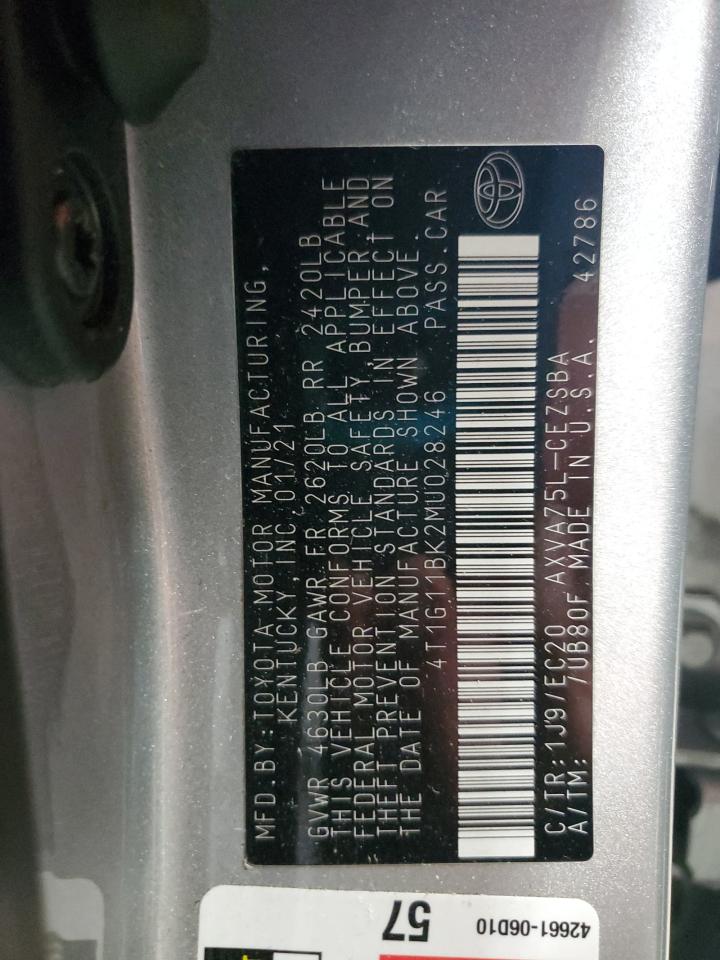 MFD.BY:TOYOTA MOTOR MANUFACTURING,
KENTUCKY,INC.01/21
GVWR 4630LB GAWR FR 2620LB RR 2420LB
THIS VEHICLE CONFORMS TO ALL APPLICABLE
FEDERAL MOTOR VEHICLE SAFETY, BUMPER,AND
THEFT PREVENTION STANDARDS IN EFFECT ON
THE DATE OF MANUFACTURE SHOWN ABOVE.
4T1G11BK2MU028246 PASS.CAR
C/TR:1J9/EC20 AXVA75L-CEZSBA
A/TM: /UB80F MADE IN U.S.A. 42786
57
42661-06D10